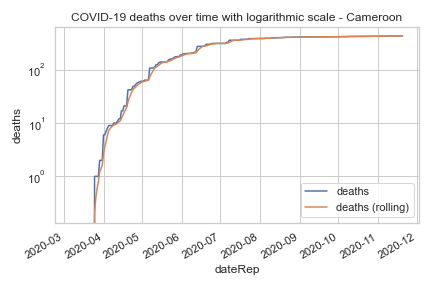 COVID-19 deaths over time with logarithmic scale - Cameroon
deaths
10²
10¹
10⁰
deaths
deaths (rolling)
2020-03
2020-04
2020-05
2020-06
2020-07
2020-08
2020-09
2020-10
2020-11
2020-12
dateRep